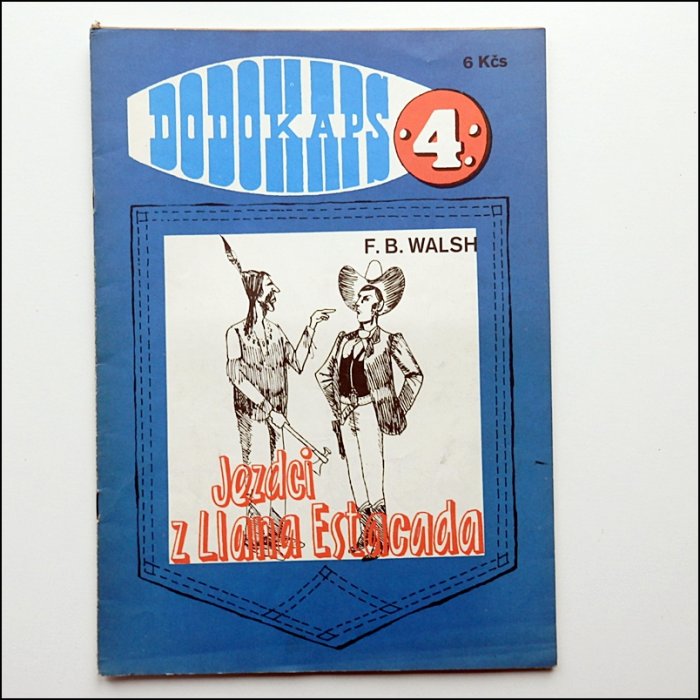 6 Kčs
DODOKAPS
4
F. B. WALSH
Jezdci
z Llana Estacada